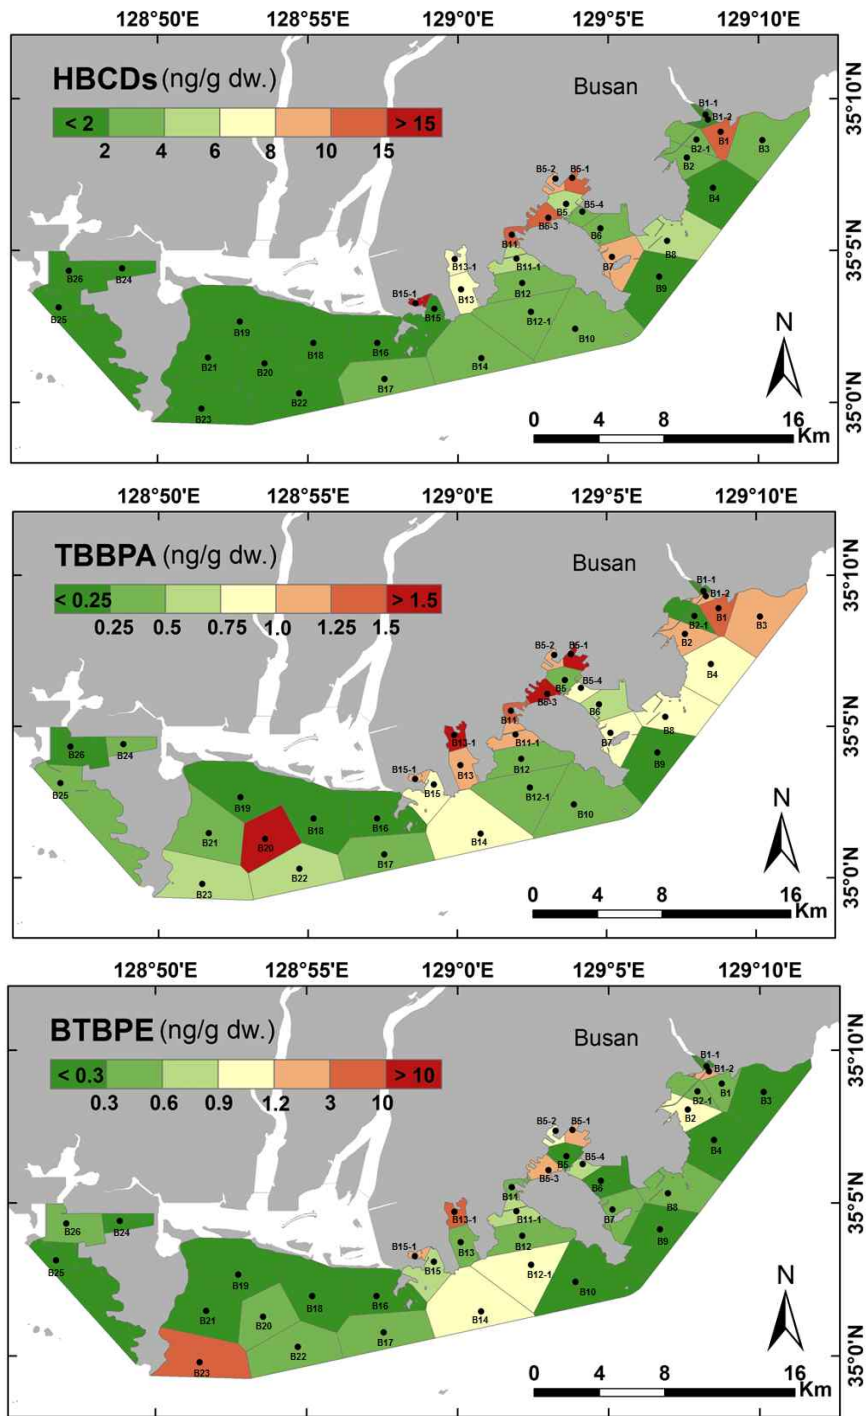 128°50'E 128°55'E 129°0'E 129°5'E 129°10'E
HBCDs (ng/g dw.)
Busan
< 2 > 15
2 4 6 8 10 15
35°10'N
35°5'N
35°0'N
B1-1
B1-2
B1
B2-1
B3
B2
B4
B5-2 B5-1
B5 B5-4
B5-3
B6
B11
B8
B7
B13-1 B11-1
B26 B24
B9
B12
B13
B15-1
B25
B15
B12-1
B19
B10
B18 B16
B21 B20
B14
B17
B22
B23
N
0 4 8 16
Km
128°50'E 128°55'E 129°0'E 129°5'E 129°10'E
TBBPA (ng/g dw.)
Busan
< 0.25 > 1.5
0.25 0.5 0.75 1.0 1.25 1.5
35°10'N
35°5'N
35°0'N
B1-1
B1-2
B1
B2-1
B3
B2
B4
B5-2 B5-1
B5 B5-4
B5-3
B6
B11
B8
B7
B13-1 B11-1
B26 B24
B9
B12
B13
B15-1
B25
B15
B12-1
B19
B10
B18 B16
B21 B20
B14
B17
B22
B23
N
0 4 8 16
Km
128°50'E 128°55'E 129°0'E 129°5'E 129°10'E
BTBPE (ng/g dw.)
Busan
< 0.3 > 10
0.3 0.6 0.9 1.2 3 10
35°10'N
35°5'N
35°0'N
B1-1
B1-2
B1
B2-1
B3
B2
B4
B5-2 B5-1
B5 B5-4
B5-3
B6
B11
B8
B7
B13-1 B11-1
B26 B24
B9
B12
B13
B15-1
B25
B15
B12-1
B19
B10
B18 B16
B21 B20
B14
B17
B22
B23
N
0 4 8 16
Km